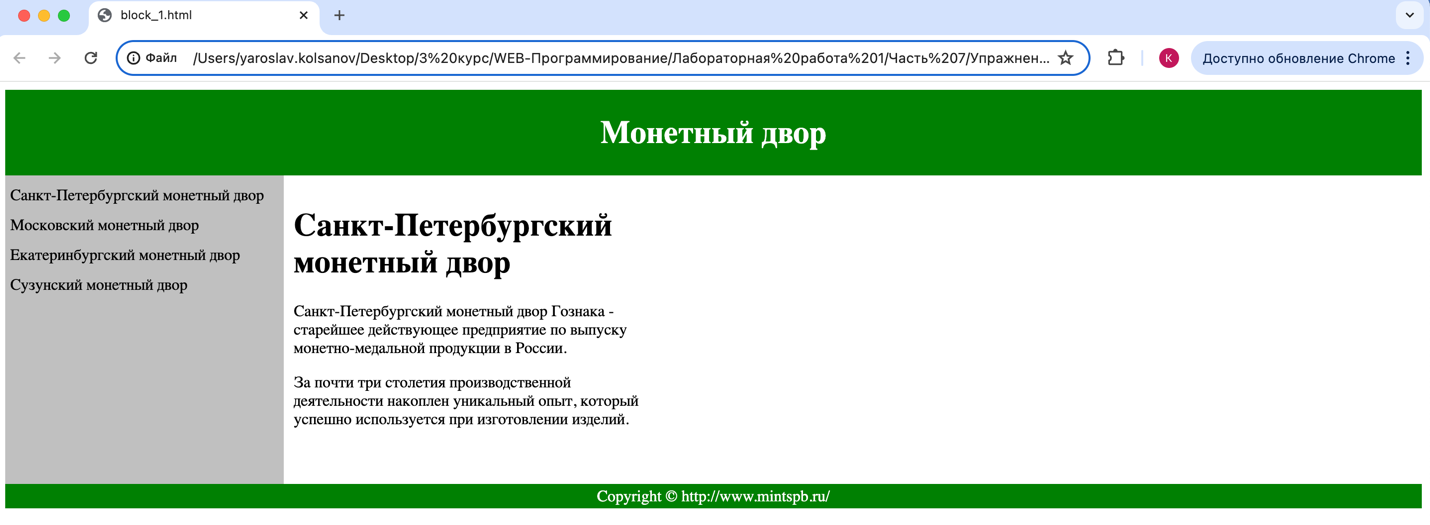 block_1.html
Файл /Users/yaroslav.kolsanov/Desktop/3%20курс/WEB-Программирование/Лабораторная%20работа%201/Часть%207/Упражнен...
K
Доступно обновление Chrome
Монетный двор
Санкт-Петербургский монетный двор
Московский монетный двор
Екатеринбургский монетный двор
Сузунский монетный двор
Санкт-Петербургский
монетный двор
Санкт-Петербургский монетный двор Гознака -
старейшее действующее предприятие по выпуску
монетно-медальной продукции в России.
За почти три столетия производственной
деятельности накоплен уникальный опыт, который
успешно используется при изготовлении изделий.
Copyright © http://www.mintspb.ru/